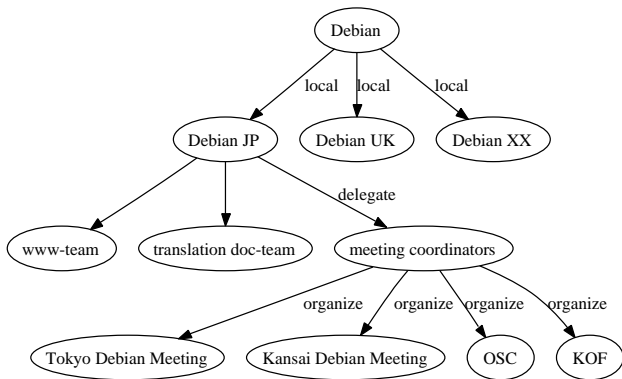 Debian
local
local
local
Debian JP
Debian UK
Debian XX
delegate
www-team
translation doc-team
meeting coordinators
organize
organize
organize
organize
Tokyo Debian Meeting
Kansai Debian Meeting
OSC
KOF